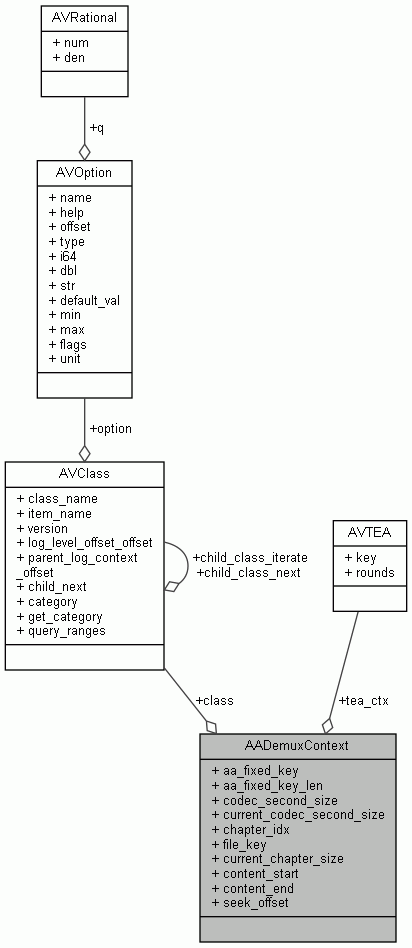 AVRational
+ num
+ den
+q
AVOption
+ name
+ help
+ offset
+ type
+ i64
+ dbl
+ str
+ default_val
+ min
+ max
+ flags
+ unit
+option
AVClass
+ class_name
+ item_name
+ version
+ log_level_offset_offset
+ parent_log_context
_offset
+ child_next
+ category
+ get_category
+ query_ranges
+child_class_iterate
+child_class_next
AVTEA
+ key
+ rounds
+class
+tea_ctx
AADemuxContext
+ aa_fixed_key
+ aa_fixed_key_len
+ codec_second_size
+ current_codec_second_size
+ chapter_idx
+ file_key
+ current_chapter_size
+ content_start
+ content_end
+ seek_offset